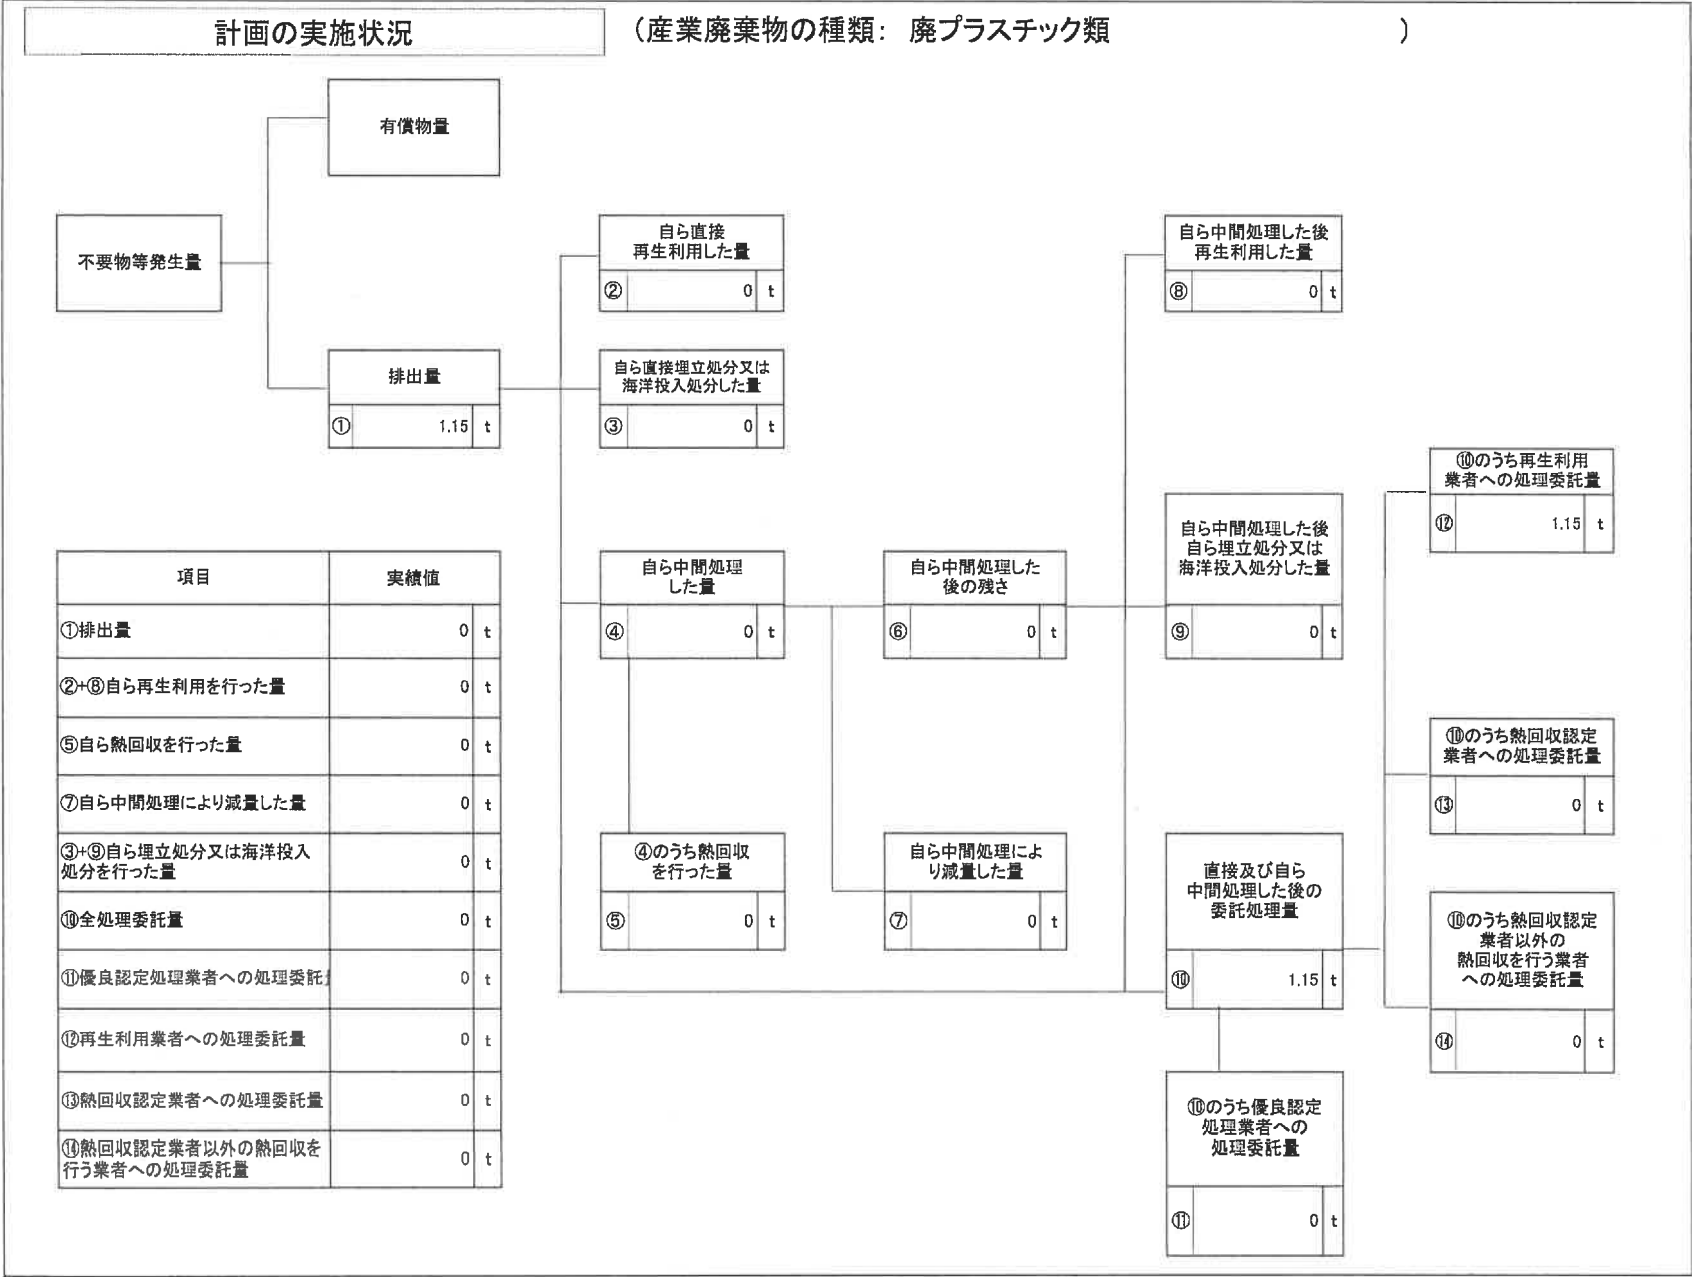 計画の実施状況
（産業廃棄物の種類： 廃プラスチック類 ）
有償物量
不要物等発生量
排出量
① 1.15 t
自ら直接
再生利用した量
② 0 t
自ら直接埋立処分又は
海洋投入処分した量
③ 0 t
自ら中間処理
した量
④ 0 t
④のうち熱回収
を行った量
⑤ 0 t
自ら中間処理した
後の残さ
⑥ 0 t
自ら中間処理によ
り減量した量
⑦ 0 t
自ら中間処理した後
再生利用した量
⑧ 0 t
自ら中間処理した後
自ら埋立処分又は
海洋投入処分した量
⑨ 0 t
直接及び自ら
中間処理した後の
委託処理量
⑩ 1.15 t
⑩のうち優良認定
処理業者への
処理委託量
⑪ 0 t
⑩のうち再生利用
業者への処理委託量
⑫ 1.15 t
⑩のうち熱回収認定
業者への処理委託量
⑬ 0 t
⑩のうち熱回収認定
業者以外の
熱回収を行う業者
への処理委託量
⑭ 0 t
項目 実績値
①排出量 0 t
②+⑧自ら再生利用を行った量 0 t
⑤自ら熱回収を行った量 0 t
⑦自ら中間処理により減量した量 0 t
③+⑨自ら埋立処分又は海洋投入
処分を行った量 0 t
⑩全処理委託量 0 t
⑪優良認定処理業者への処理委託 0 t
⑫再生利用業者への処理委託量 0 t
⑬熱回収認定業者への処理委託量 0 t
⑭熱回収認定業者以外の熱回収を
行う業者への処理委託量 0 t